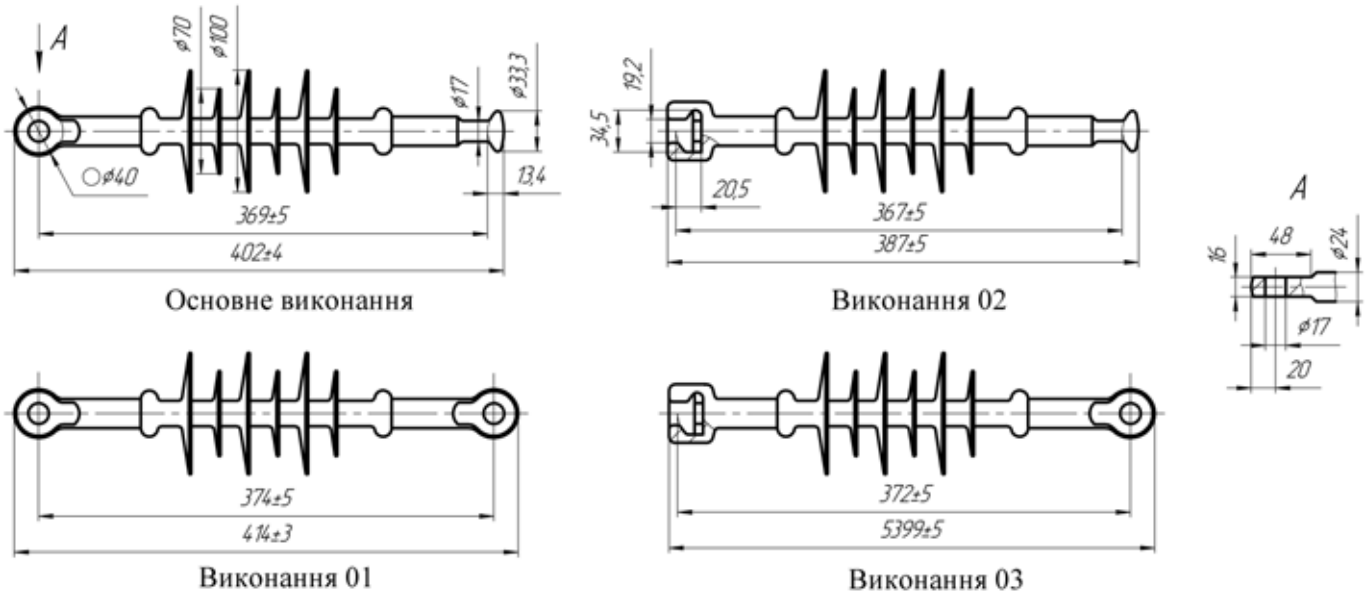 A
ø70
ø100
ø17
ø33,3
○ø40
13,4
369±5
402±4
Основне виконання
19,2
34,5
20,5
367±5
387±5
Виконання 02
A
48
16
ø24
ø17
20
374±5
414±3
Виконання 01
372±5
5399±5
Виконання 03